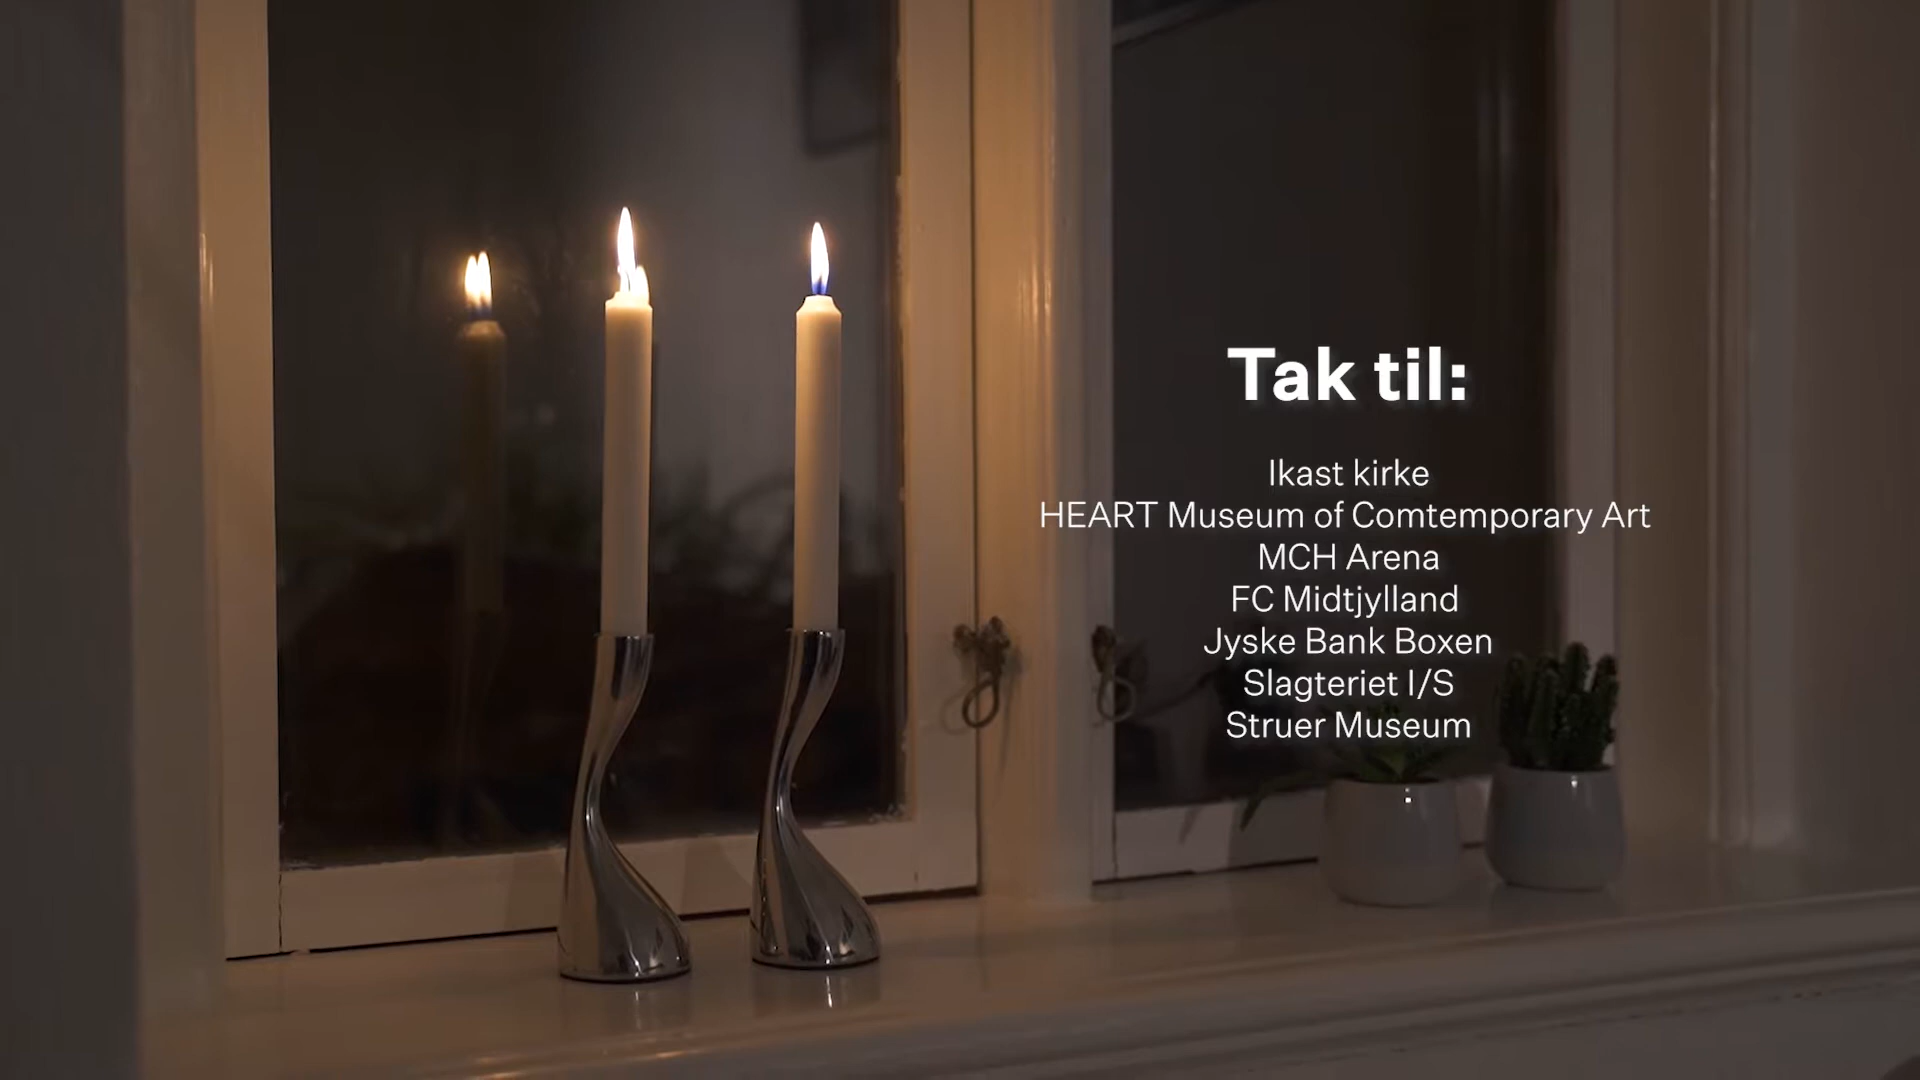 Tak til:
Ikast kirke
HEART Museum of Comtemporary Art
MCH Arena
FC Midtjylland
Jyske Bank Boxen
Slagteriet I/S
Struer Museum